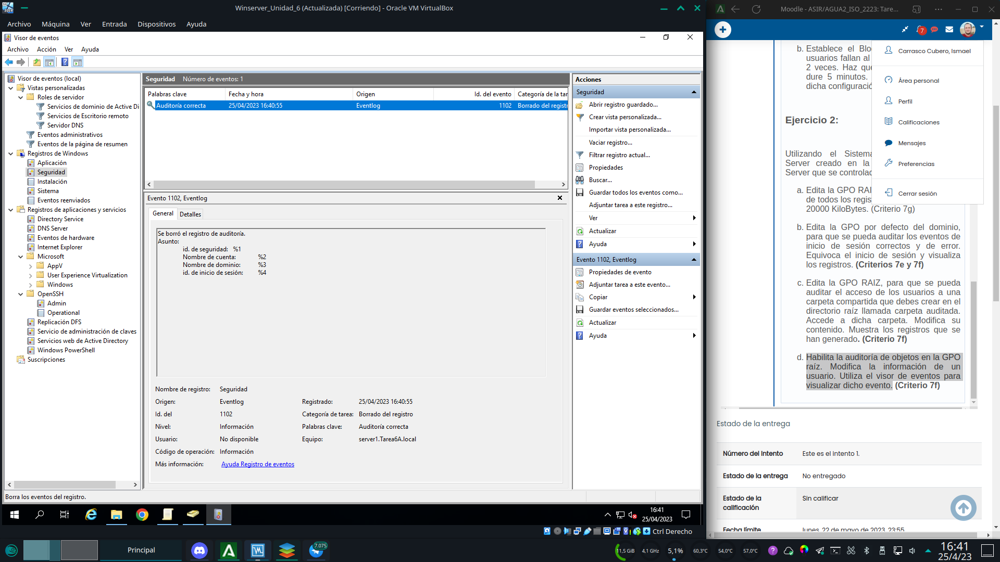 Winserver_Unidad_6 (Actualizada) [Corriendo] - Oracle VM VirtualBox
Archivo Máquina Ver Entrada Dispositivos Ayuda
Visor de eventos
Archivo Acción Ver Ayuda
Visor de eventos (local)
Vistas personalizadas
Roles de servidor
Servicios de dominio de Active Di
Servicios de Escritorio remoto
Servidor DNS
Eventos administrativos
Eventos de la página de resumen
Registros de Windows
Aplicación
Seguridad
Instalación
Sistema
Eventos reenviados
Registros de aplicaciones y servicios
Directory Service
DNS Server
Eventos de hardware
Internet Explorer
Microsoft
AppV
User Experience Virtualization
Windows
OpenSSH
Admin
Operational
Replicación DFS
Servicio de administración de claves
Servicios web de Active Directory
Windows PowerShell
Suscripciones
Seguridad Número de eventos: 1
Palabras clave Fecha y hora Origen Id. del evento Categoría de la tar
Auditoría correcta 25/04/2023 16:40:55 Eventlog 1102 Borrado del registr
Evento 1102, Eventlog
General Detalles
Se borró el registro de auditoría.
Asunto:
id. de seguridad: %1
Nombre de cuenta: %2
Nombre de dominio: %3
id. de inicio de sesión: %4
Nombre de registro: Seguridad
Origen: Eventlog Registrado: 25/04/2023 16:40:55
Id. del 1102 Categoría de tarea: Borrado del registro
Nivel: Información Palabras clave: Auditoría correcta
Usuario: No disponible Equipo: server1.Tarea6A.local
Código de operación: Información
Más información: Ayuda Registro de eventos
Acciones
Seguridad
Abrir registro guardado...
Crear vista personalizada...
Importar vista personalizada...
Vaciar registro...
Filtrar registro actual...
Propiedades
Buscar...
Guardar todos los eventos como...
Adjuntar tarea a este registro...
Ver
Actualizar
Ayuda
Evento 1102, Eventlog
Propiedades de evento
Adjuntar tarea a este evento...
Copiar
Guardar eventos seleccionados...
Actualizar
Ayuda
Borra los eventos del registro.
16:41
25/04/2023
Ctrl Derecho
Moodle - ASIR/AGUA2_ISO_2223: Tare...
7
b. Establece el Blo
usuarios fallan al
2 veces. Haz que
dure 5 minutos.
dicha configuració
Carrasco Cubero, Ismael
Área personal
Perfil
Calificaciones
Mensajes
Preferencias
Cerrar sesión
Ejercicio 2:
Utilizando el Sistema
Server creado en la
Server que se controlad
a. Edita la GPO RAI
de todos los regis
20000 KiloBytes. (Criterio 7g)
b. Edita la GPO por defecto del dominio,
para que se pueda auditar los eventos de
inicio de sesión correctos y de error.
Equivoca el inicio de sesión y visualiza
los registros. (Criterios 7e y 7f)
c. Edita la GPO RAIZ, para que se pueda
auditar el acceso de los usuarios a una
carpeta compartida que debes crear en el
directorio raíz llamada carpeta auditada.
Accede a dicha carpeta. Modifica su
contenido. Muestra los registros que se
han generado. (Criterio 7f)
d. Habilita la auditoría de objetos en la GPO
raíz. Modifica la información de un
usuario. Utiliza el visor de eventos para
visualizar dicho evento. (Criterio 7f)
Estado de la entrega
Número del intento Este es el intento 1.
Estado de la entrega No entregado
Estado de la
calificación
Sin calificar
Fecha límite lunes, 22 de mayo de 2023, 23:55
Principal
7.075
11,5 GiB 4,1 GHz 5,1% 60,3°C 54,0°C 57,0°C
16:41
25/4/23